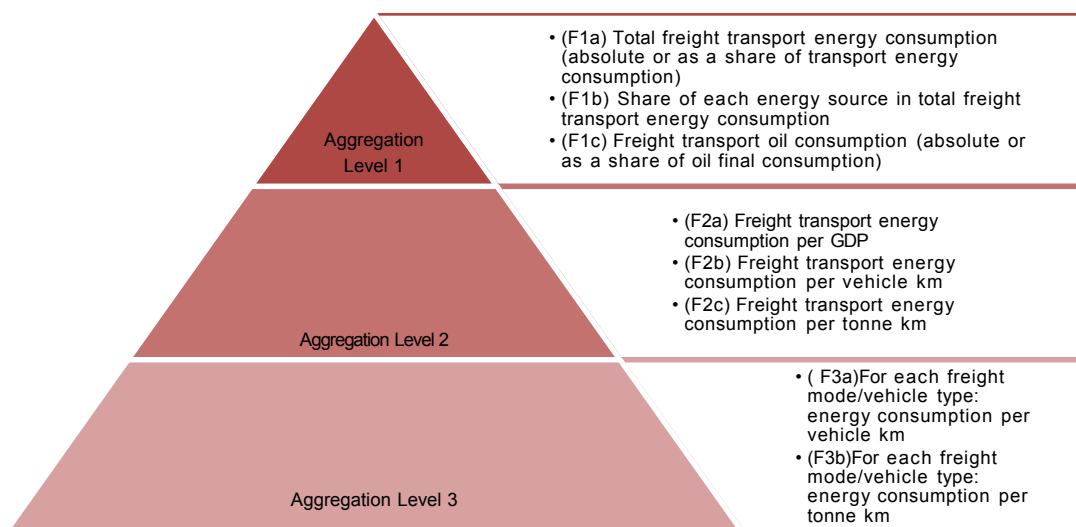 • (F1a) Total freight transport energy consumption
(absolute or as a share of transport energy
consumption)
• (F1b) Share of each energy source in total freight
transport energy consumption
• (F1c) Freight transport oil consumption (absolute or
as a share of oil final consumption)
Aggregation
Level 1
• (F2a) Freight transport energy
consumption per GDP
• (F2b) Freight transport energy
consumption per vehicle km
• (F2c) Freight transport energy
consumption per tonne km
Aggregation Level 2
• ( F3a)For each freight
mode/vehicle type:
energy consumption per
vehicle km
• (F3b)For each freight
mode/vehicle type:
energy consumption per
tonne km
Aggregation Level 3